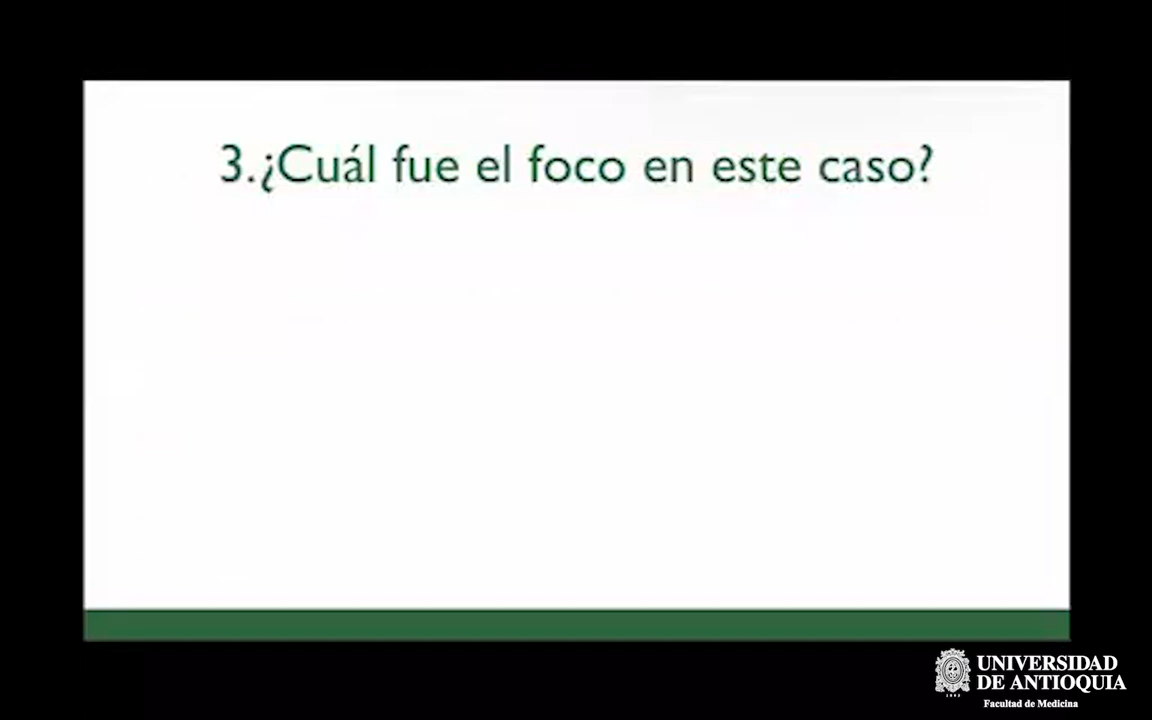 3.¿Cuál fue el foco en este caso?
UNIVERSIDAD
DE ANTIOQUIA
Facultad de Medicina